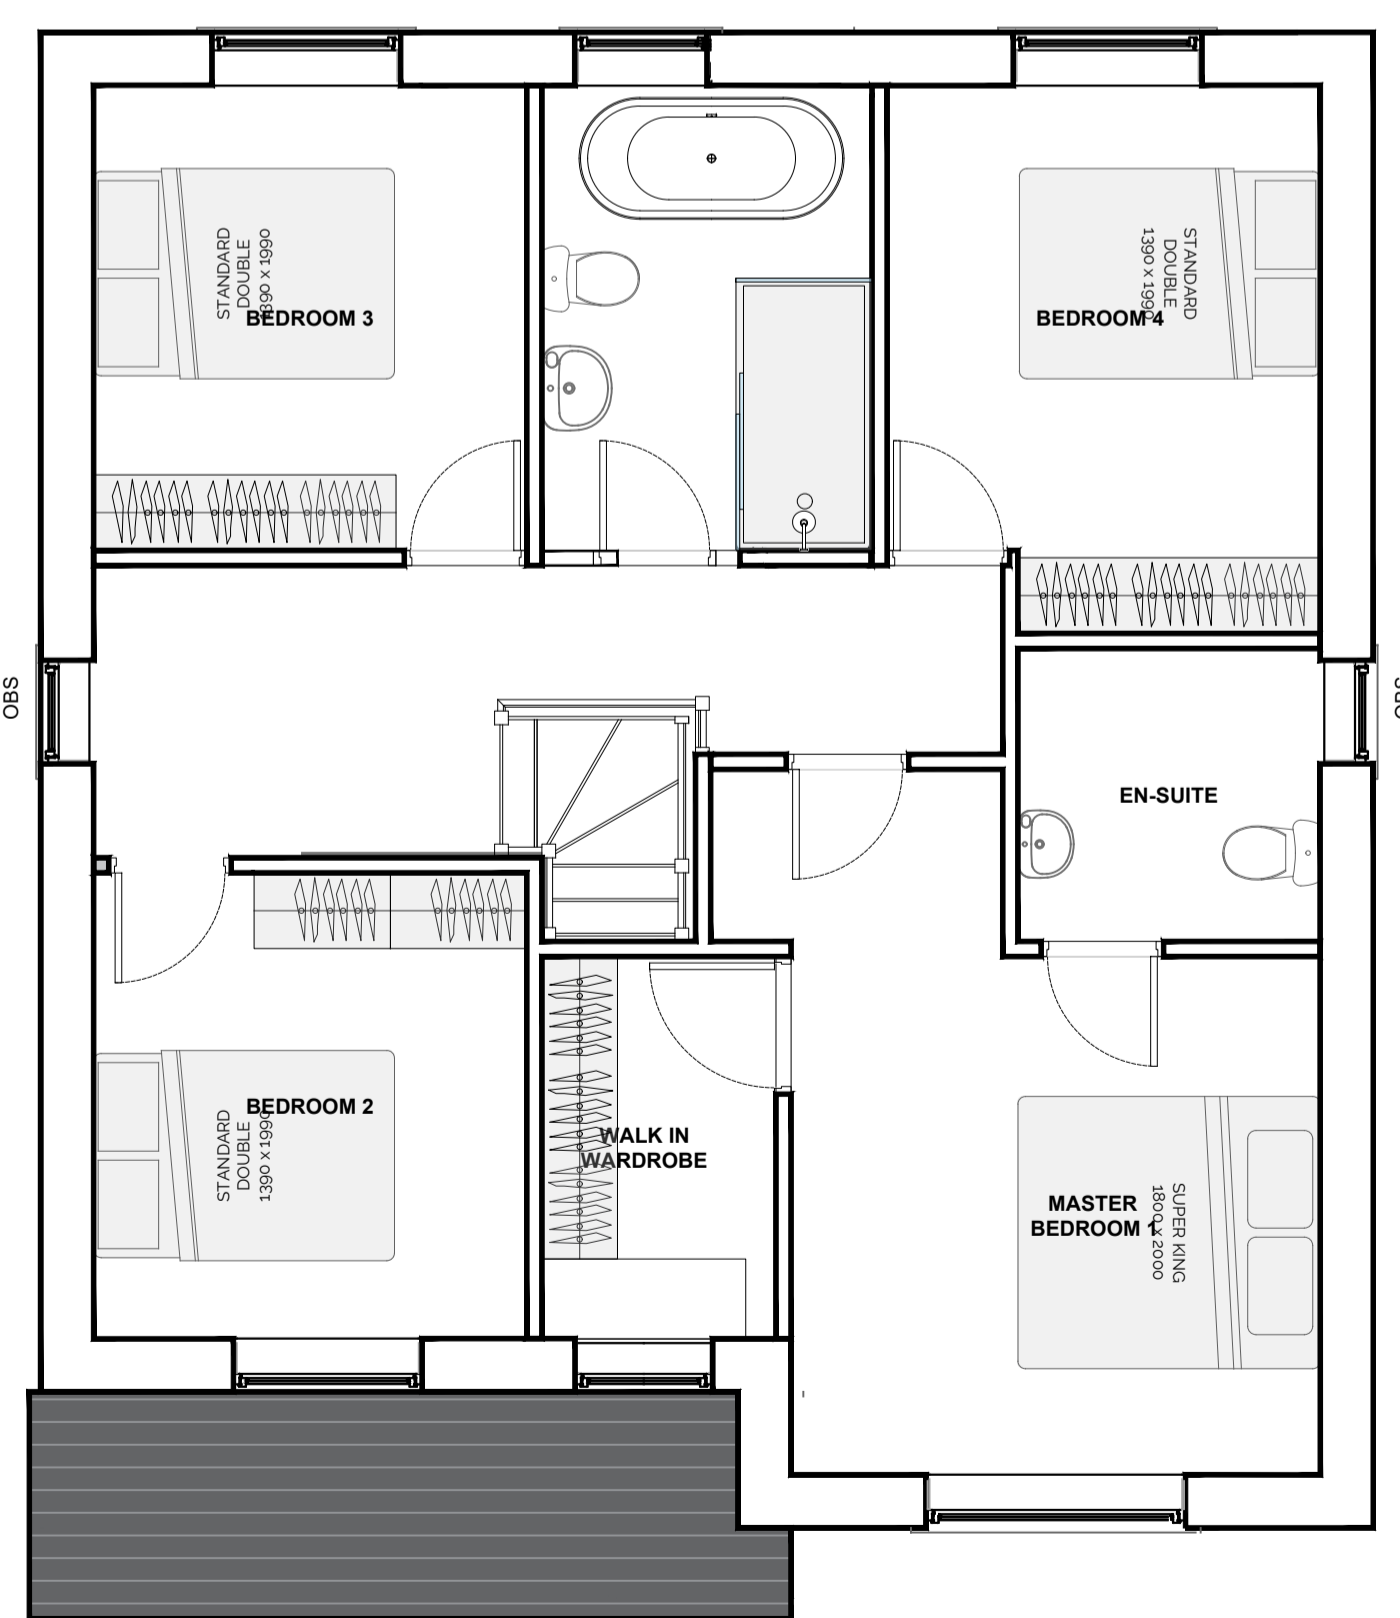 STANDARD
DOUBLE
1390 x 1990
BEDROOM 3
STANDARD
DOUBLE
1390 x 1990
BEDROOM 4
OBS
OBS
EN-SUITE
STANDARD
DOUBLE
1390 x 1990
BEDROOM 2
WALK IN
WARDROBE
MASTER
BEDROOM 1
SUPER KING
1800 x 2000